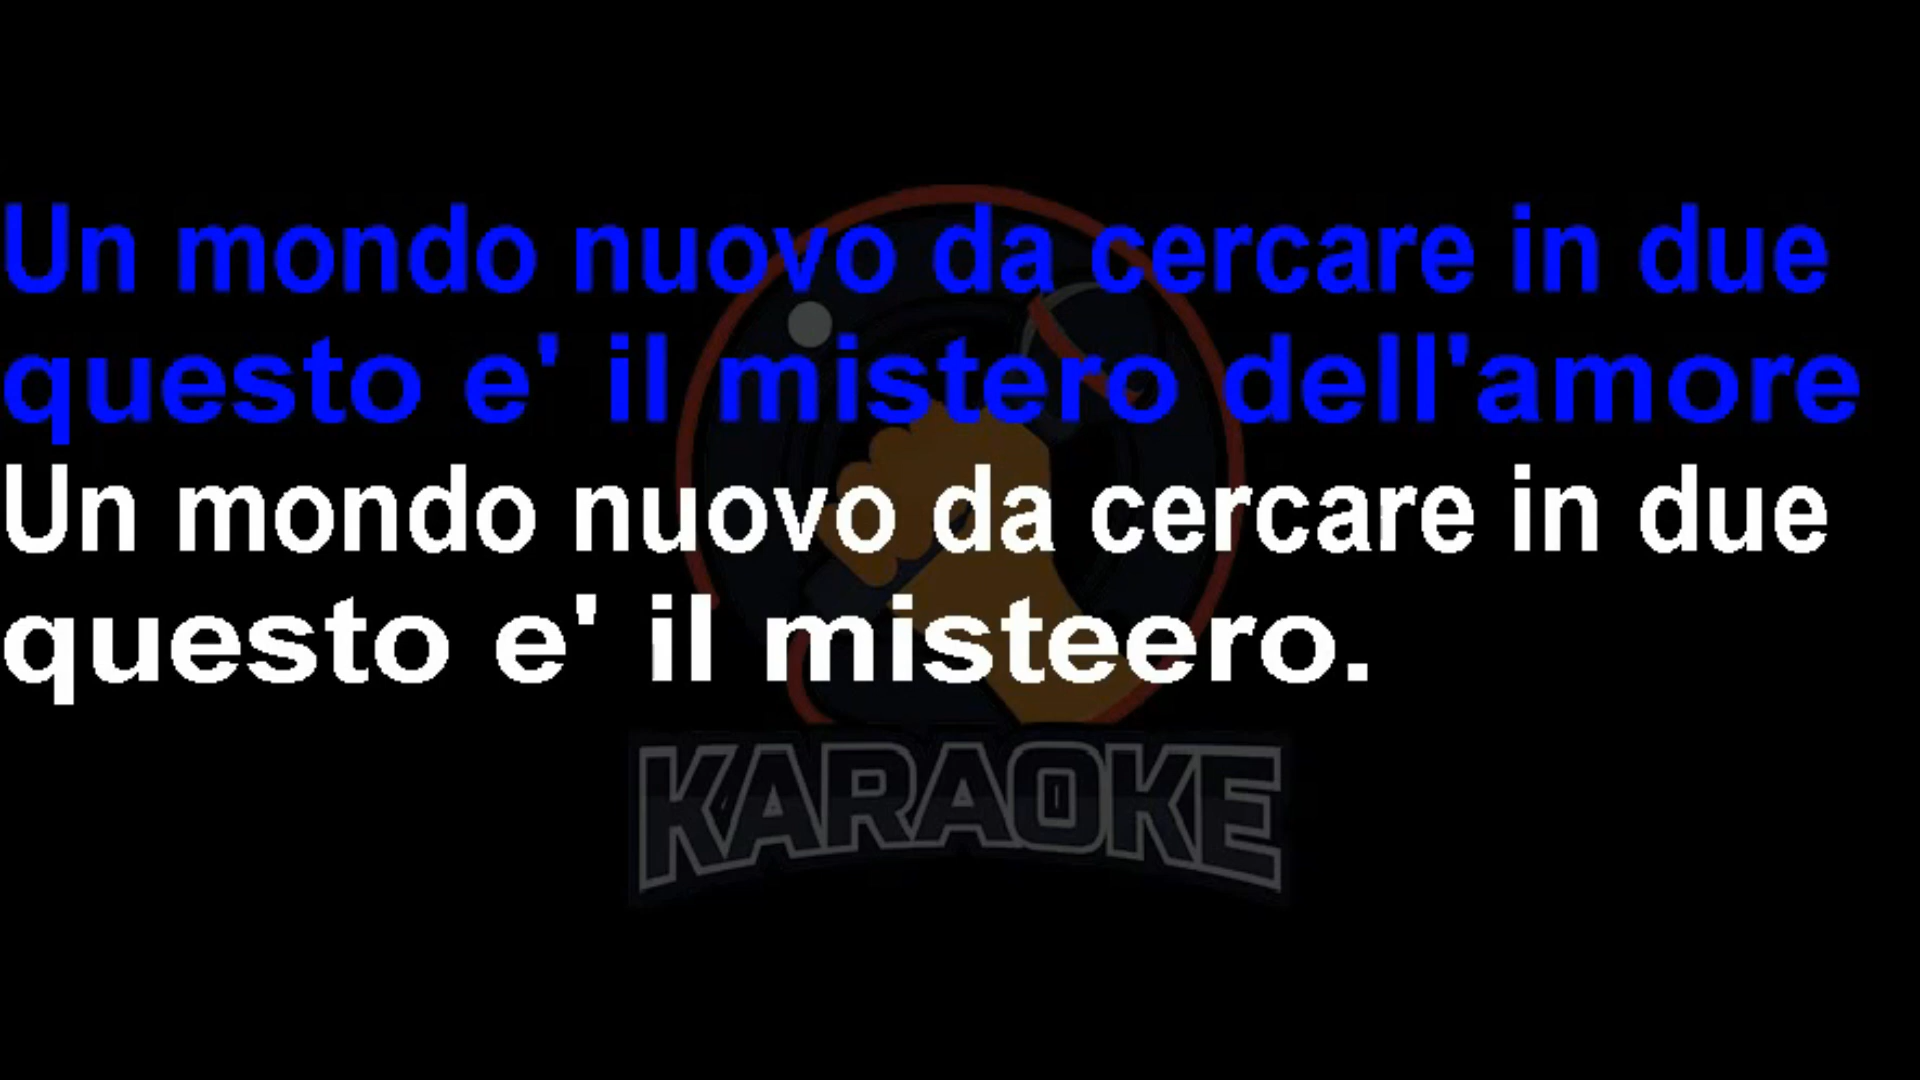 Un mondo nuovo da cercare in due
questo e' il mistero dell'amore
Un mondo nuovo da cercare in due
questo e' il misteero.
KARAOKE